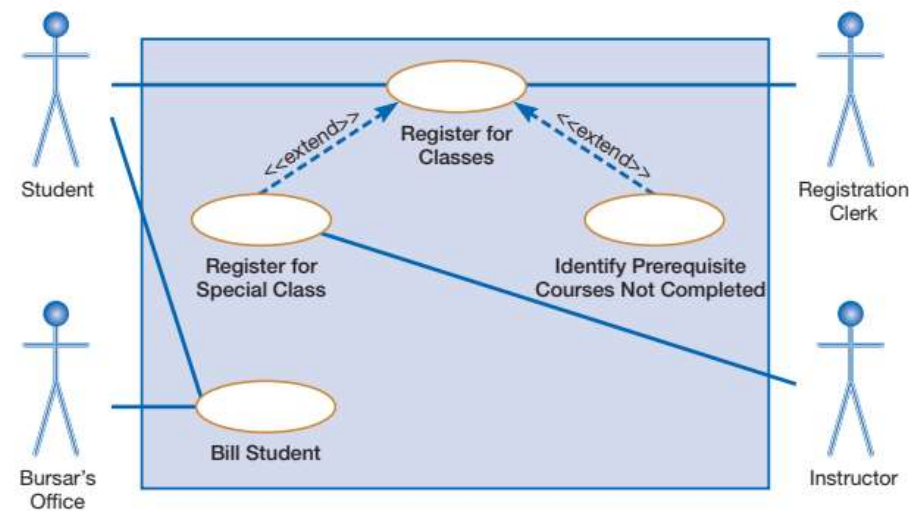 <<extend>>
<<extend>>
Register for
Classes
Student
Registration
Clerk
Register for
Special Class
Identify Prerequisite
Courses Not Completed
Bill Student
Bursar's
Office
Instructor